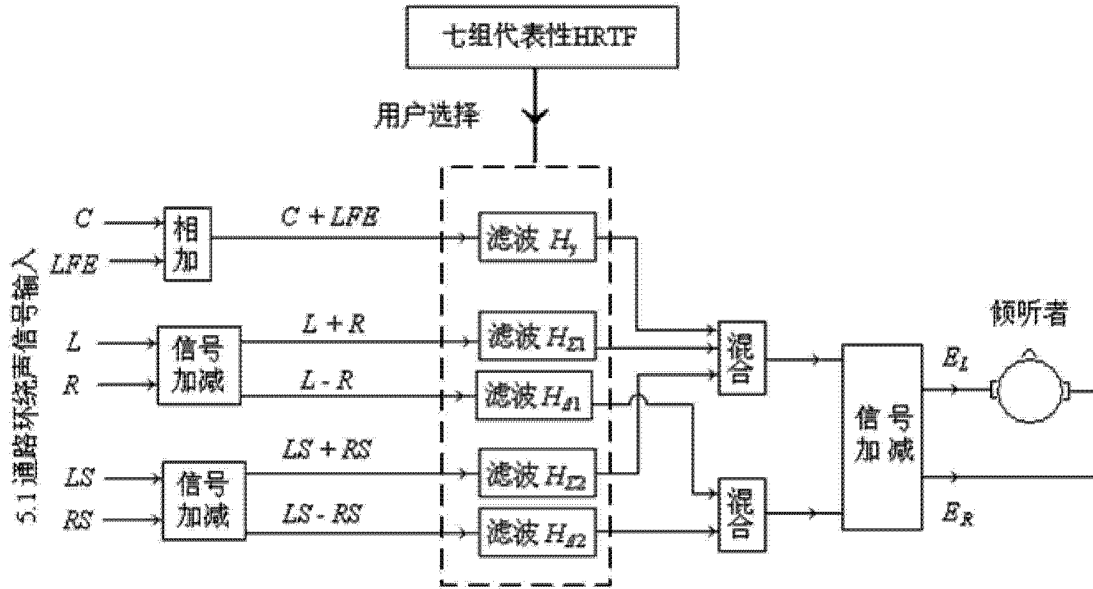 七组代表性HRTF
用户选择
5.1 通路环绕声信号输入
C
LFE
相加
C + LFE
滤波 Hy
L
R
信号加减
L + R
L - R
滤波 HΣ1
滤波 HΔ1
LS
RS
信号加减
LS + RS
LS - RS
滤波 HΣ2
滤波 HΔ2
混合
混合
信号加减
EL
ER
倾听者